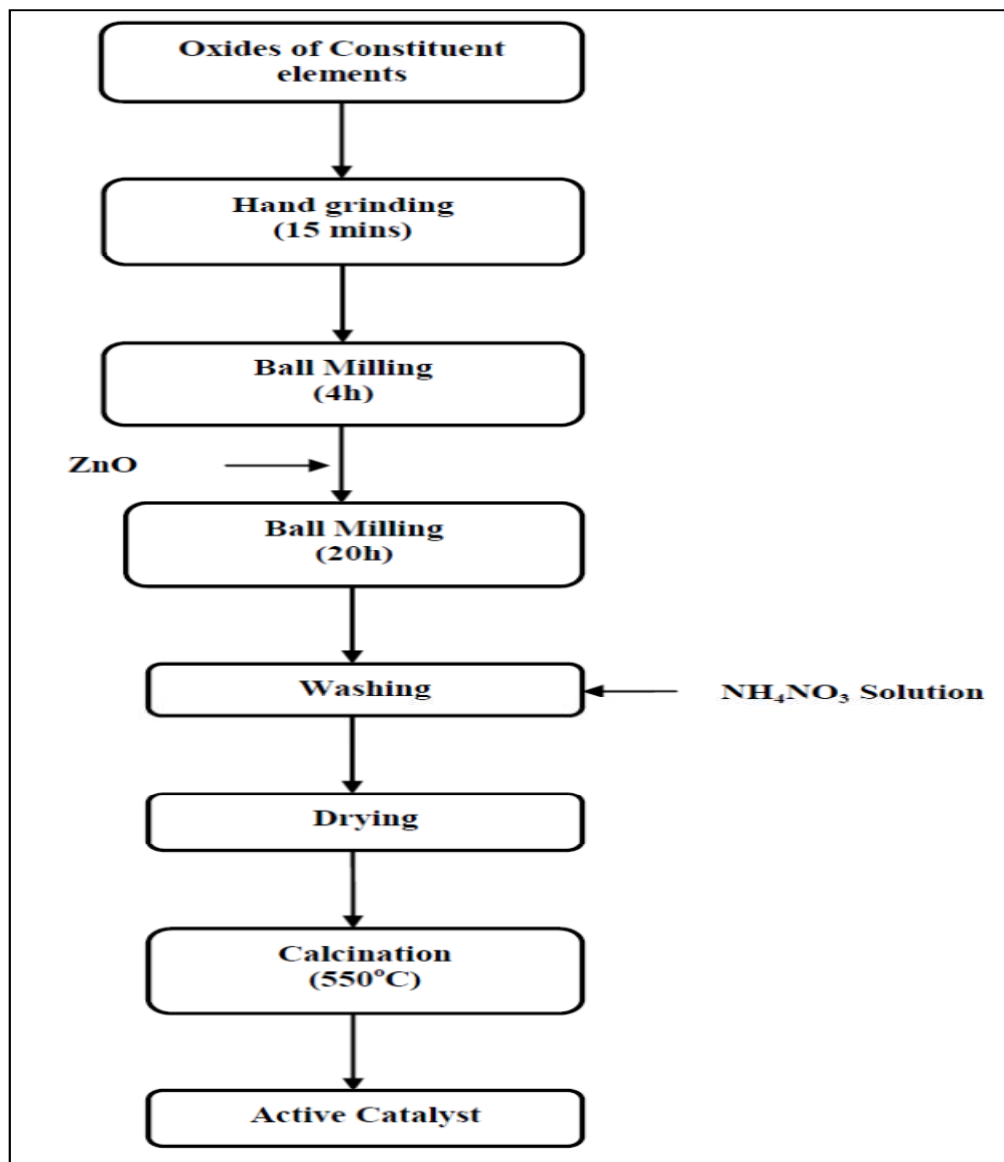 Oxides of Constituent
elements
Hand grinding
(15 mins)
Ball Milling
(4h)
ZnO
Ball Milling
(20h)
Washing
NH₄NO₃ Solution
Drying
Calcination
(550°C)
Active Catalyst